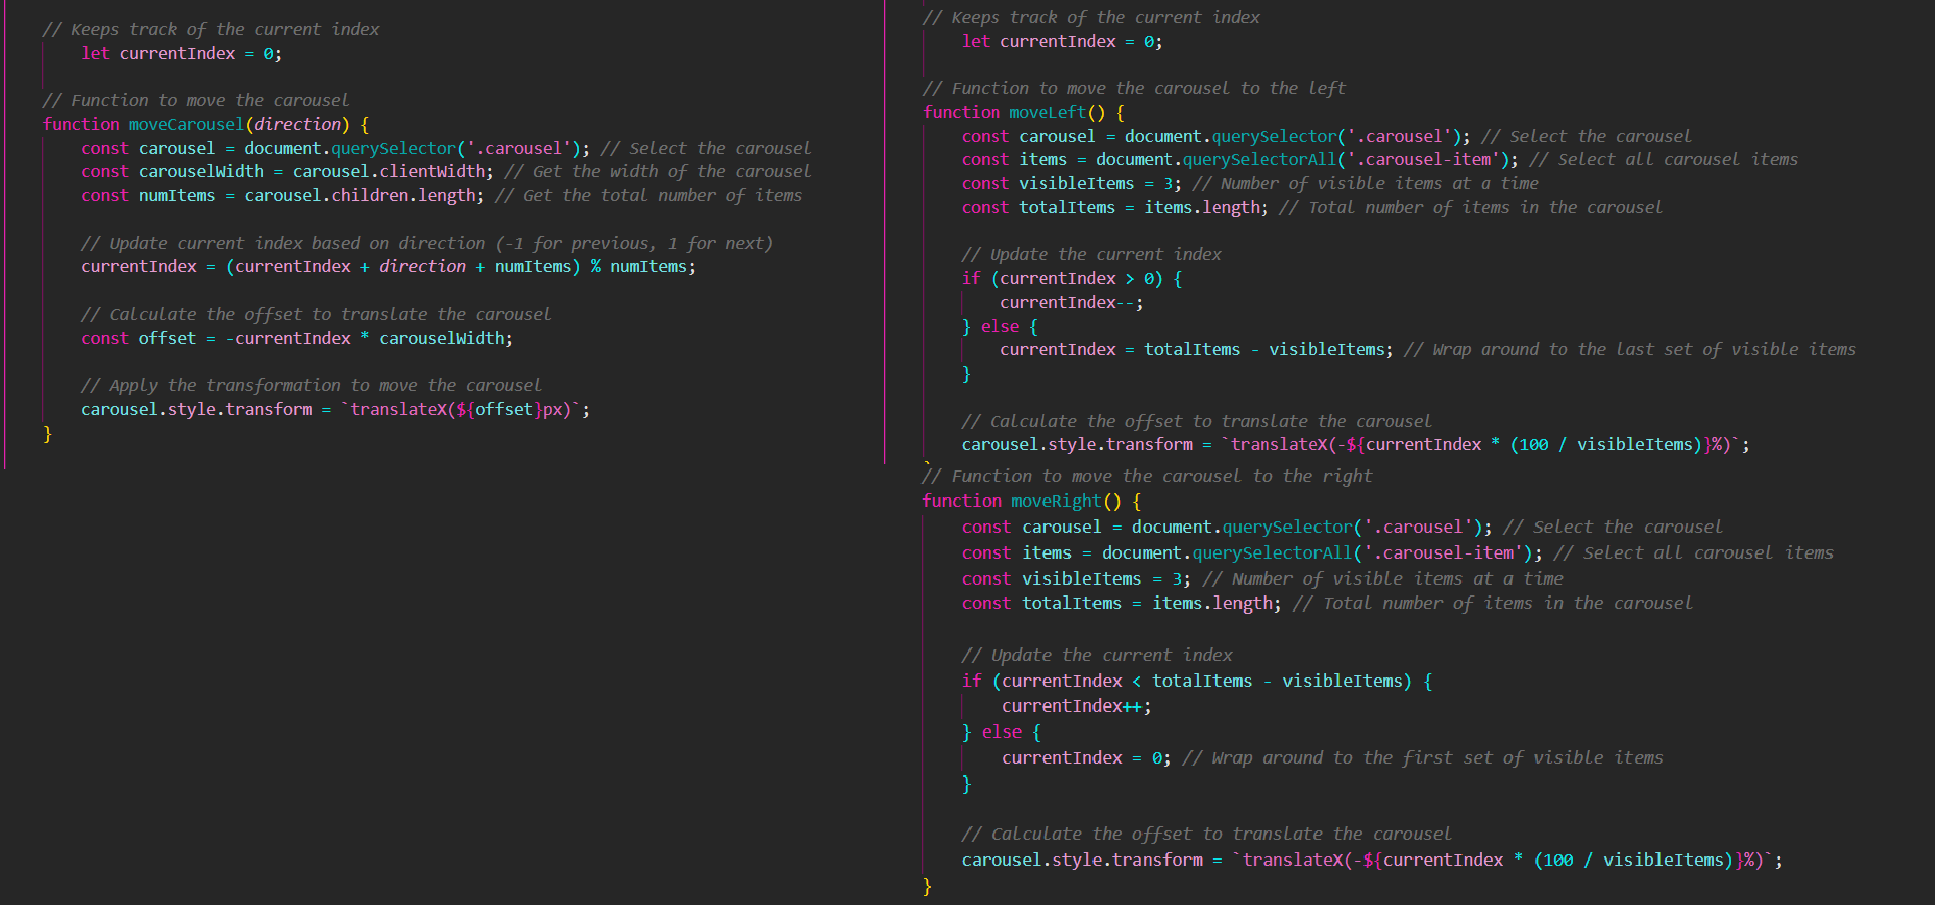 // Keeps track of the current index
let currentIndex = 0;
// Function to move the carousel
function moveCarousel(direction) {
const carousel = document.querySelector('.carousel'); // Select the carousel
const carouselWidth = carousel.clientWidth; // Get the width of the carousel
const numItems = carousel.children.length; // Get the total number of items
// Update current index based on direction (-1 for previous, 1 for next)
currentIndex = (currentIndex + direction + numItems) % numItems;
// Calculate the offset to translate the carousel
const offset = -currentIndex * carouselWidth;
// Apply the transformation to move the carousel
carousel.style.transform = `translateX(${offset}px)`;
}
// Keeps track of the current index
let currentIndex = 0;
// Function to move the carousel to the left
function moveLeft() {
const carousel = document.querySelector('.carousel'); // Select the carousel
const items = document.querySelectorAll('.carousel-item'); // Select all carousel items
const visibleItems = 3; // Number of visible items at a time
const totalItems = items.length; // Total number of items in the carousel
// Update the current index
if (currentIndex > 0) {
currentIndex--;
} else {
currentIndex = totalItems - visibleItems; // Wrap around to the last set of visible items
}
// Calculate the offset to translate the carousel
carousel.style.transform = `translateX(-${currentIndex * (100 / visibleItems)}%)`;
// Function to move the carousel to the right
function moveRight() {
const carousel = document.querySelector('.carousel'); // Select the carousel
const items = document.querySelectorAll('.carousel-item'); // Select all carousel items
const visibleItems = 3; // Number of visible items at a time
const totalItems = items.length; // Total number of items in the carousel
// Update the current index
if (currentIndex < totalItems - visibleItems) {
currentIndex++;
} else {
currentIndex = 0; // Wrap around to the first set of visible items
}
// Calculate the offset to translate the carousel
carousel.style.transform = `translateX(-${currentIndex * (100 / visibleItems)}%)`;
}